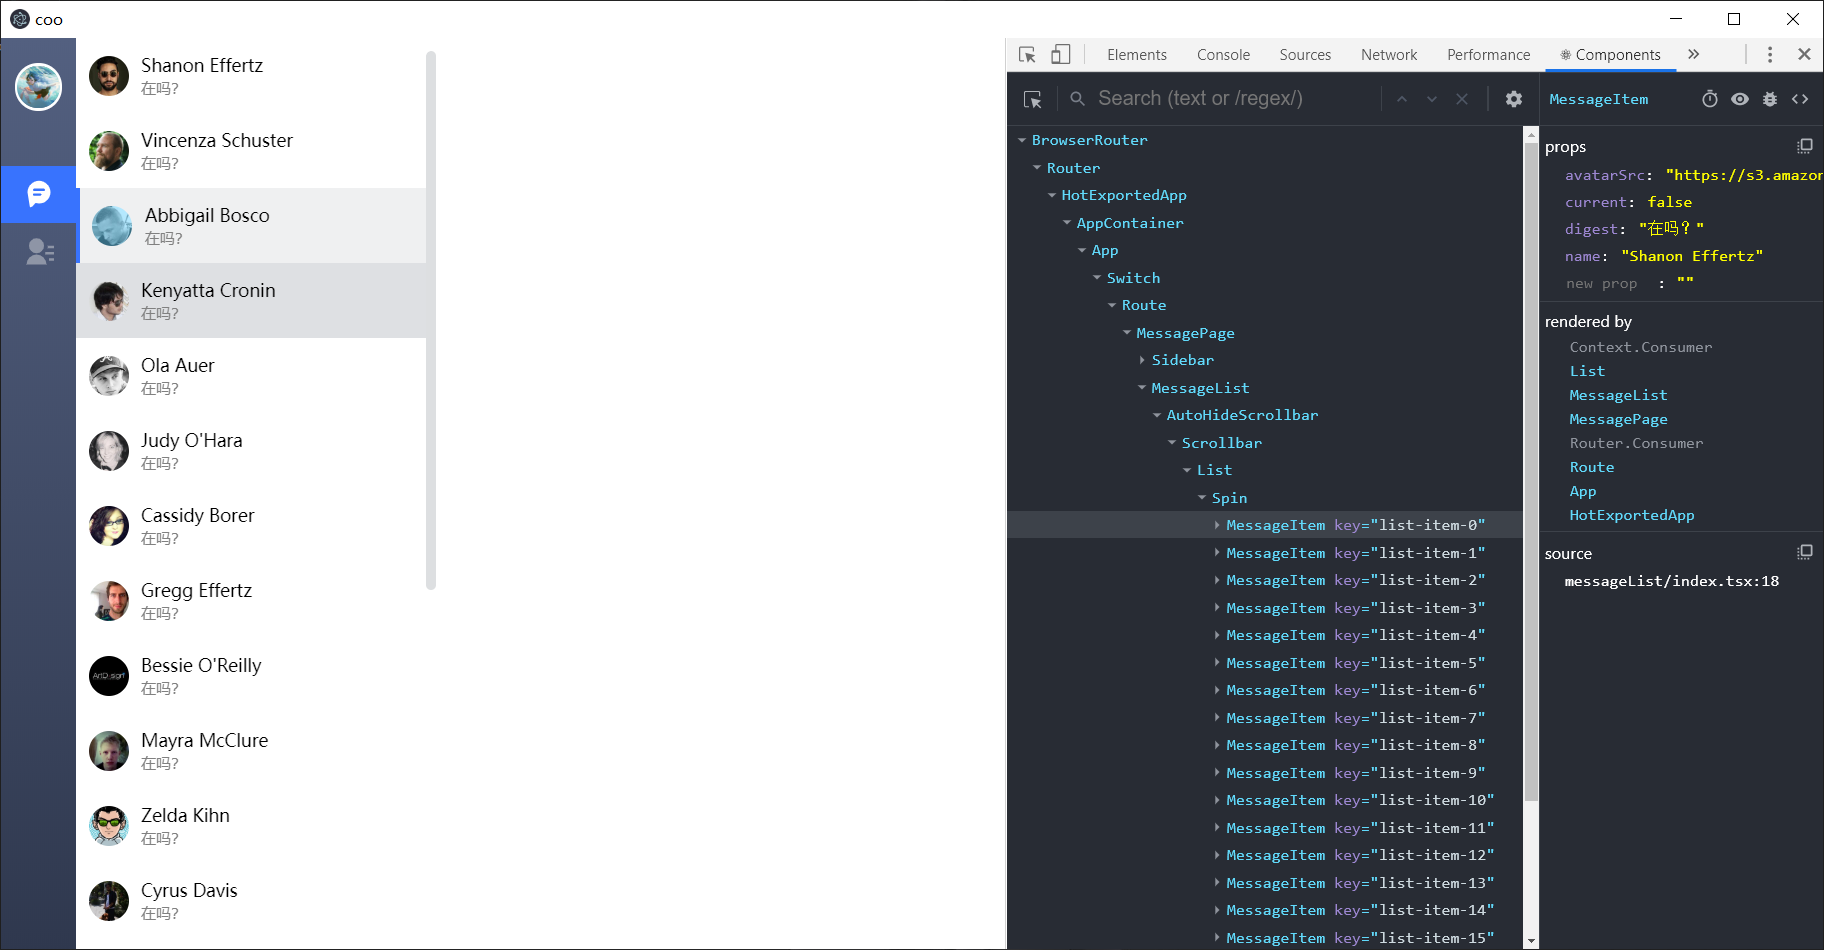 coo
Shanon Effertz
在吗?
Vincenza Schuster
在吗?
Abbigail Bosco
在吗?
Kenyatta Cronin
在吗?
Ola Auer
在吗?
Judy O'Hara
在吗?
Cassidy Borer
在吗?
Gregg Effertz
在吗?
Bessie O'Reilly
在吗?
Mayra McClure
在吗?
Zelda Kihn
在吗?
Cyrus Davis
在吗?
Elements Console Sources Network Performance Components
Search (text or /regex/)
BrowserRouter
Router
HotExportedApp
AppContainer
App
Switch
Route
MessagePage
Sidebar
MessageList
AutoHideScrollbar
Scrollbar
List
Spin
MessageItem key="list-item-0"
MessageItem key="list-item-1"
MessageItem key="list-item-2"
MessageItem key="list-item-3"
MessageItem key="list-item-4"
MessageItem key="list-item-5"
MessageItem key="list-item-6"
MessageItem key="list-item-7"
MessageItem key="list-item-8"
MessageItem key="list-item-9"
MessageItem key="list-item-10"
MessageItem key="list-item-11"
MessageItem key="list-item-12"
MessageItem key="list-item-13"
MessageItem key="list-item-14"
MessageItem key="list-item-15"
MessageItem
props
avatarSrc: "https://s3.amazon
current: false
digest: "在吗？"
name: "Shanon Effertz"
new prop : ""
rendered by
Context.Consumer
List
MessageList
MessagePage
Router.Consumer
Route
App
HotExportedApp
source
messageList/index.tsx:18